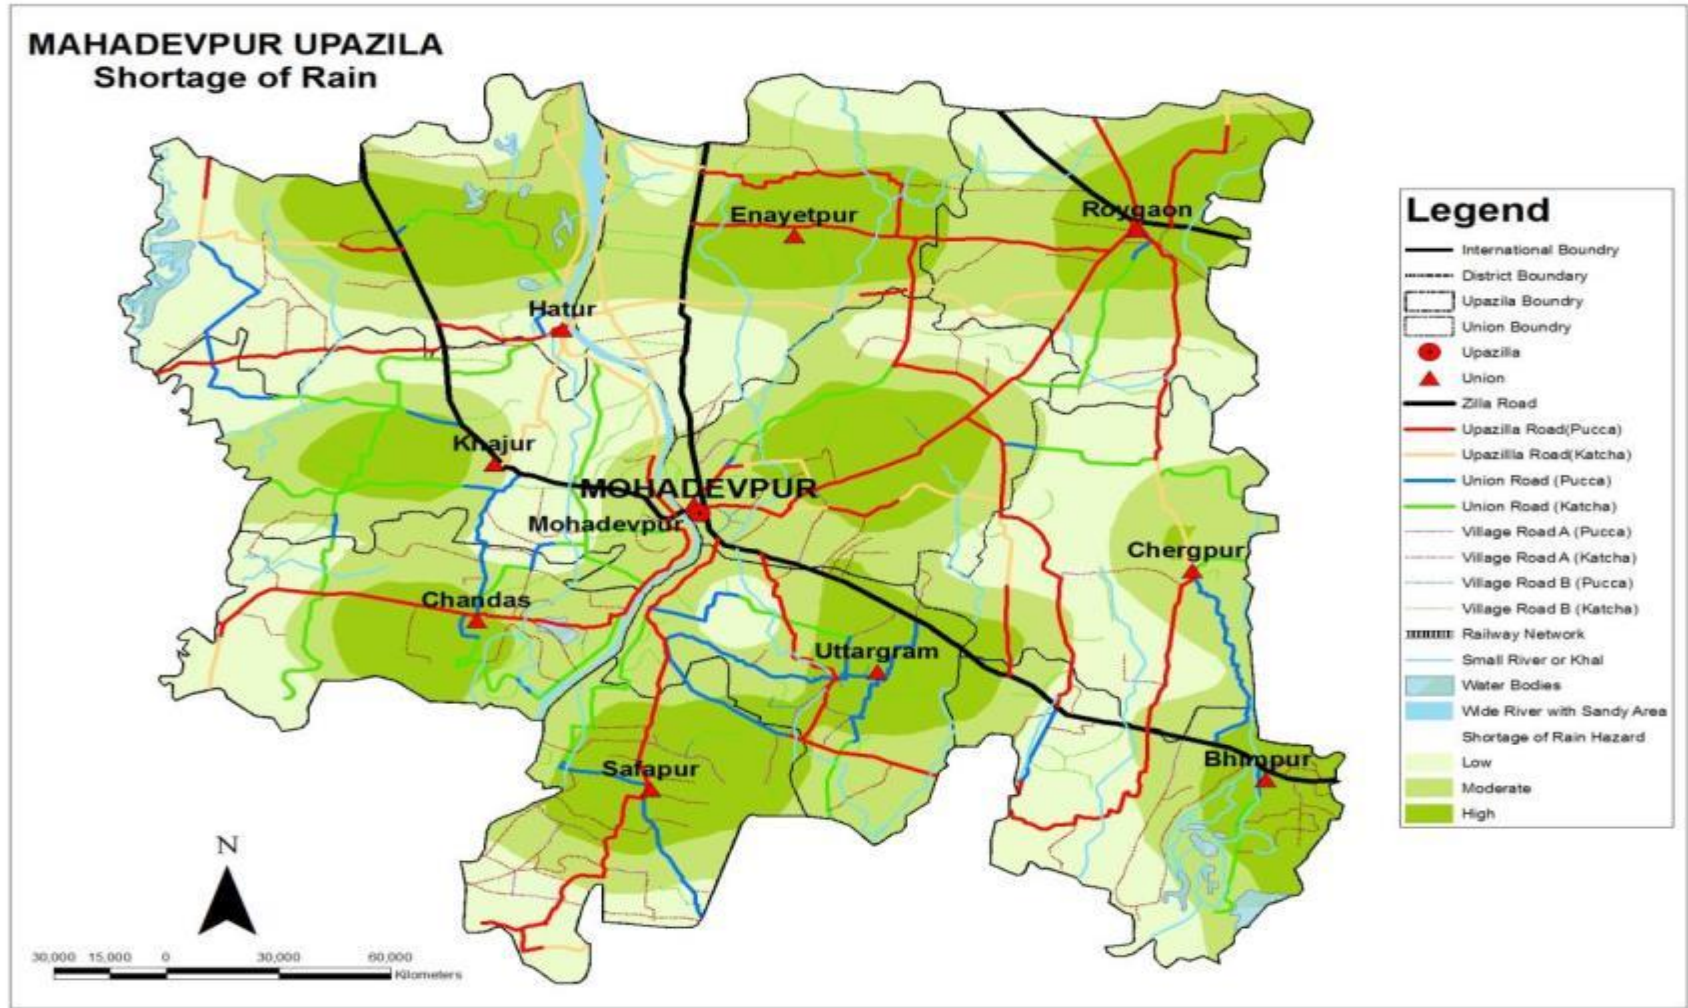 MAHADEVPUR UPAZILA
Shortage of Rain
Enayetpur
Roygaon
Hatur
Khajur
MOHADEVPUR
Mohadevpur
Chergpur
Chandas
Uttargram
Safapur
Bhimpur
N
30,000 15,000 0 30,000 60,000
Kilometers
Legend
International Boundry
District Boundary
Upazila Boundry
Union Boundry
Upazilla
Union
Zilla Road
Upazilla Road(Pucca)
Upazillla Road(Katcha)
Union Road (Pucca)
Union Road (Katcha)
Village Road A (Pucca)
Village Road A (Katcha)
Village Road B (Pucca)
Village Road B (Katcha)
Railway Network
Small River or Khal
Water Bodies
Wide River with Sandy Area
Shortage of Rain Hazard
Low
Moderate
High